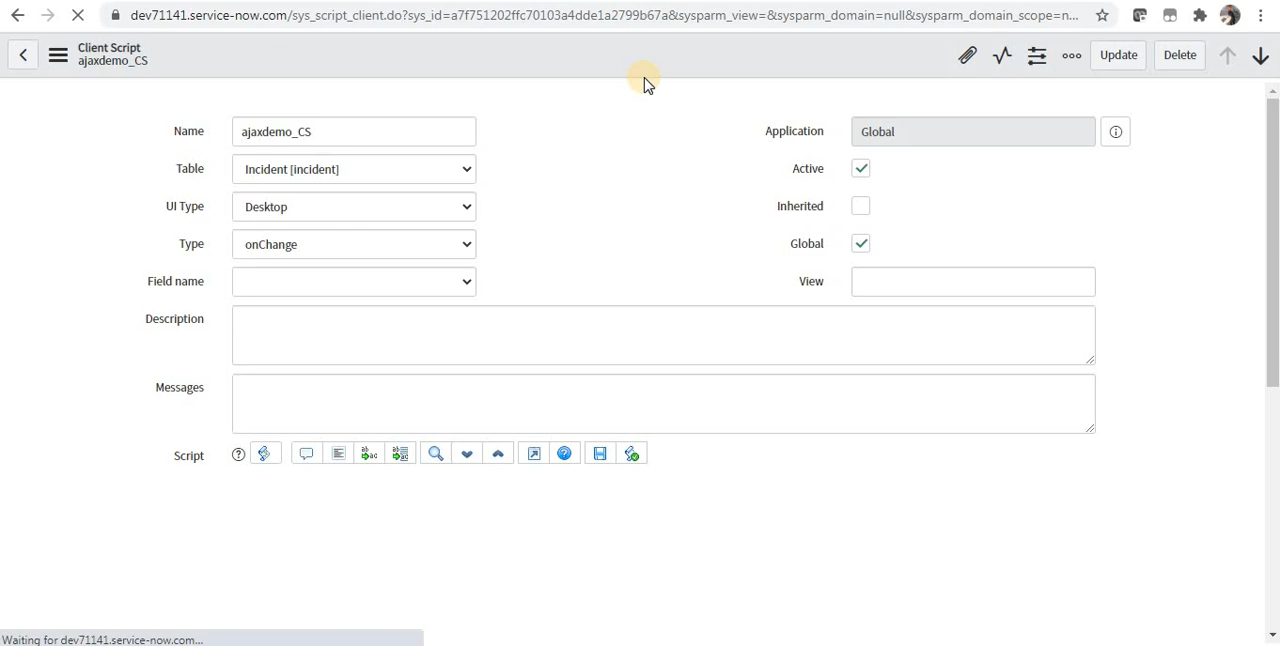 dev71141.service-now.com/sys_script_client.do?sys_id=a7f751202ffc70103a4dde1a2799b67a&sysparm_view=&sysparm_domain=null&sysparm_domain_scope=n...
Client Script
ajaxdemo_CS
Update
Delete
Name
ajaxdemo_CS
Application
Global
Table
Incident [incident]
Active
UI Type
Desktop
Inherited
Type
onChange
Global
Field name
View
Description
Messages
Script
Waiting for dev71141.service-now.com...